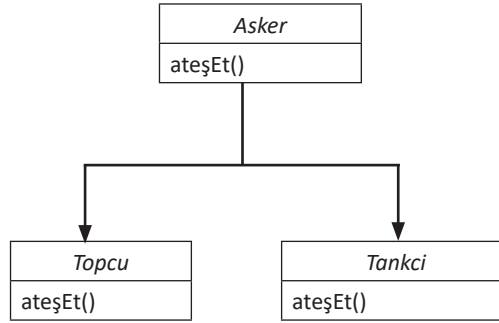 Asker
ateşEt()
Topcu
ateşEt()
Tankci
ateşEt()